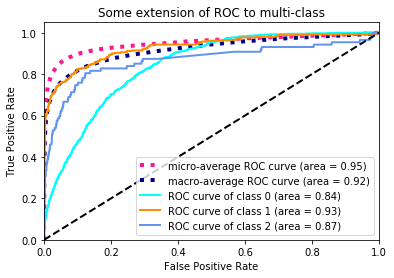 Some extension of ROC to multi-class
True Positive Rate
1.0
0.8
0.6
0.4
0.2
0.0
micro-average ROC curve (area = 0.95)
macro-average ROC curve (area = 0.92)
ROC curve of class 0 (area = 0.84)
ROC curve of class 1 (area = 0.93)
ROC curve of class 2 (area = 0.87)
0.0 0.2 0.4 0.6 0.8 1.0
False Positive Rate